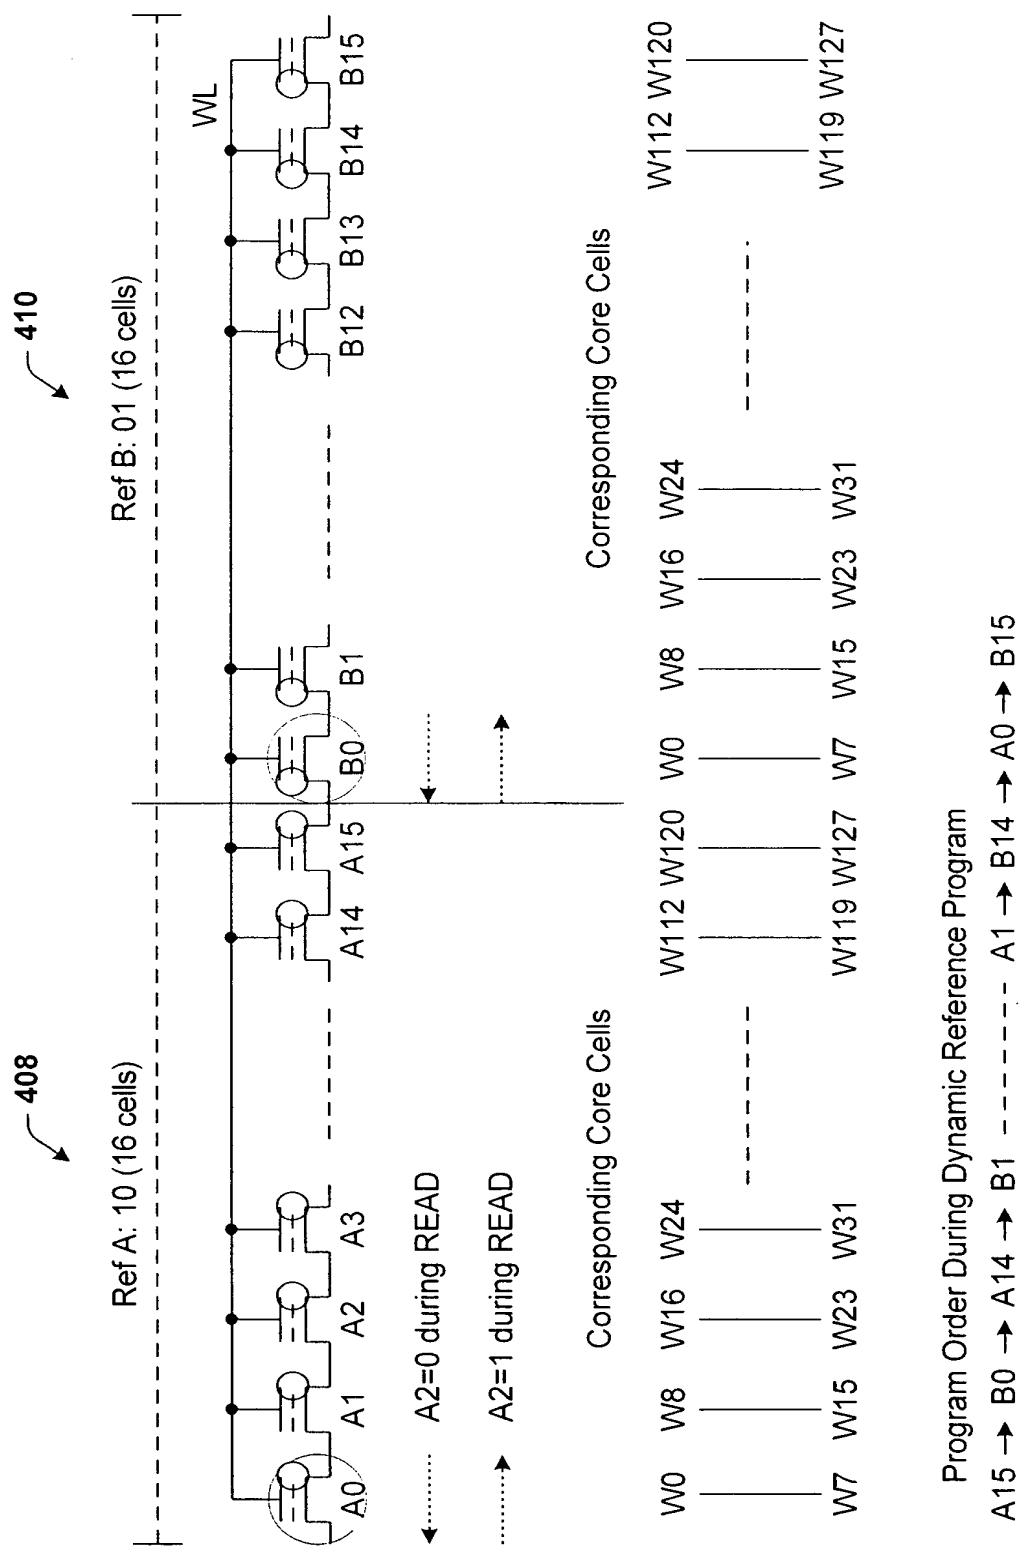 408
410
Ref A: 10 (16 cells)
Ref B: 01 (16 cells)
WL
A0 A1 A2 A3 A14 A15 B0 B1 B12 B13 B14 B15
A2=0 during READ
A2=1 during READ
Corresponding Core Cells
Corresponding Core Cells
W0 W8 W16 W24 W112 W120 W0 W8 W16 W24 W112 W120
W7 W15 W23 W31 W119 W127 W7 W15 W23 W31 W119 W127
Program Order During Dynamic Reference Program
A15 → B0 → A14 → B1 ------ A1 → B14 → A0 → B15